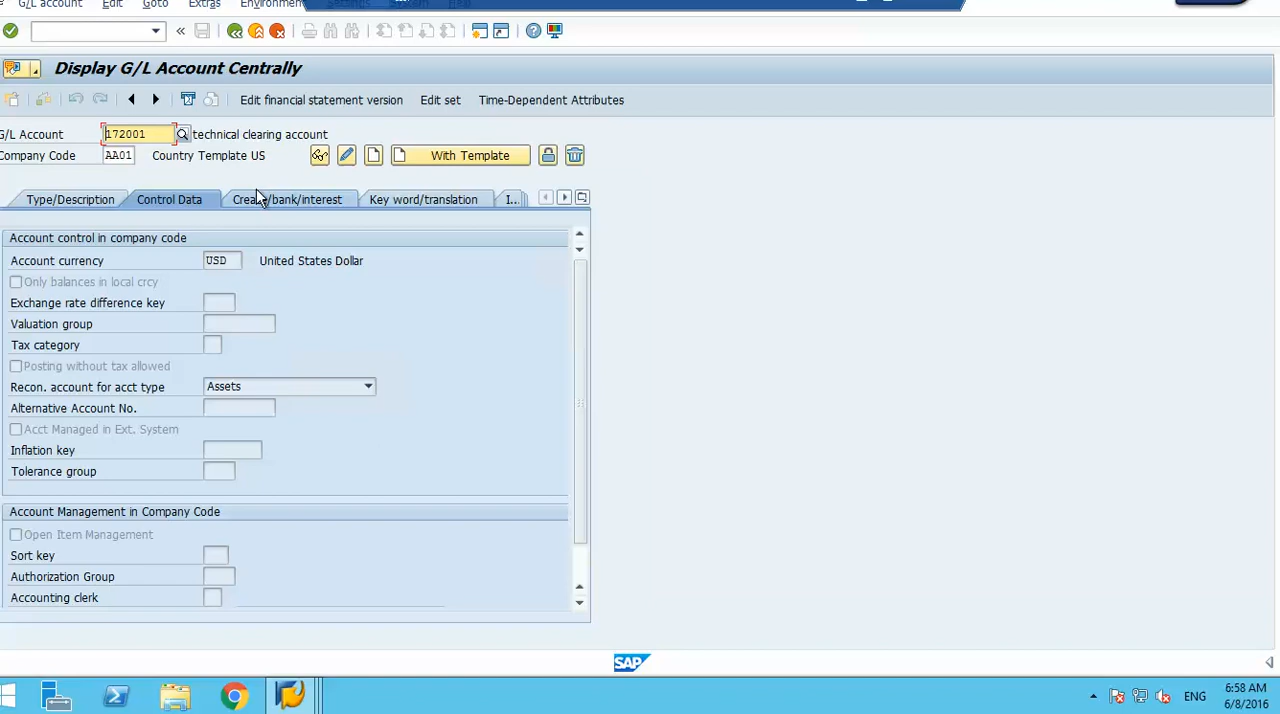 G/L Account Edit Goto Extras
Display G/L Account Centrally
Edit financial statement version Edit set Time-Dependent Attributes
G/L Account 172001 technical clearing account
Company Code AA01 Country Template US With Template
Type/Description Control Data Key word/translation I...
Account control in company code
Account currency USD United States Dollar
Only balances in local crcy
Exchange rate difference key
Valuation group
Tax category
Posting without tax allowed
Recon. account for acct type Assets
Alternative Account No.
Acct Managed in Ext. System
Inflation key
Tolerance group
Account Management in Company Code
Open Item Management
Sort key
Authorization Group
Accounting clerk
SAP
ENG 6:58 AM
6/8/2016